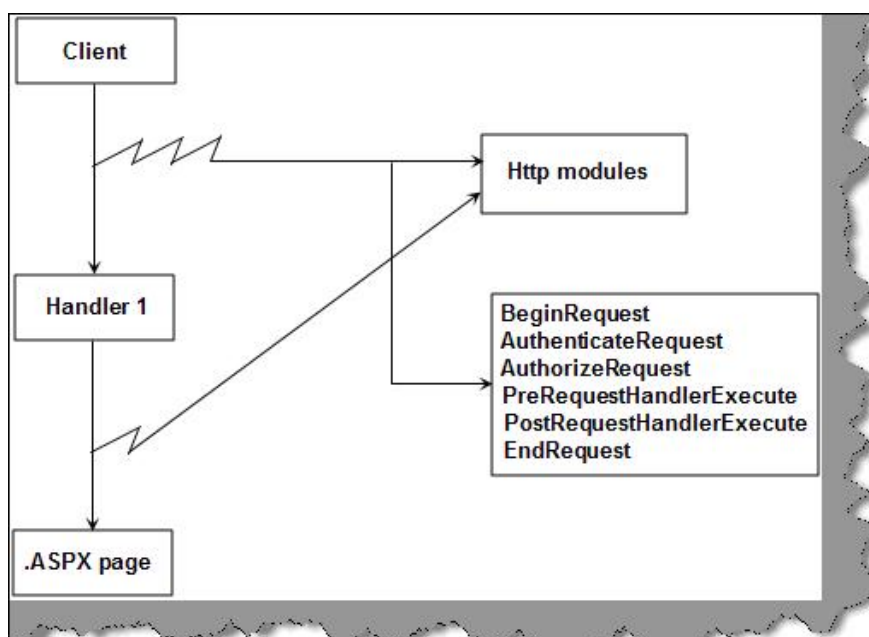 Client
Http modules
Handler 1
BeginRequest
AuthenticateRequest
AuthorizeRequest
PreRequestHandlerExecute
PostRequestHandlerExecute
EndRequest
.ASPX page